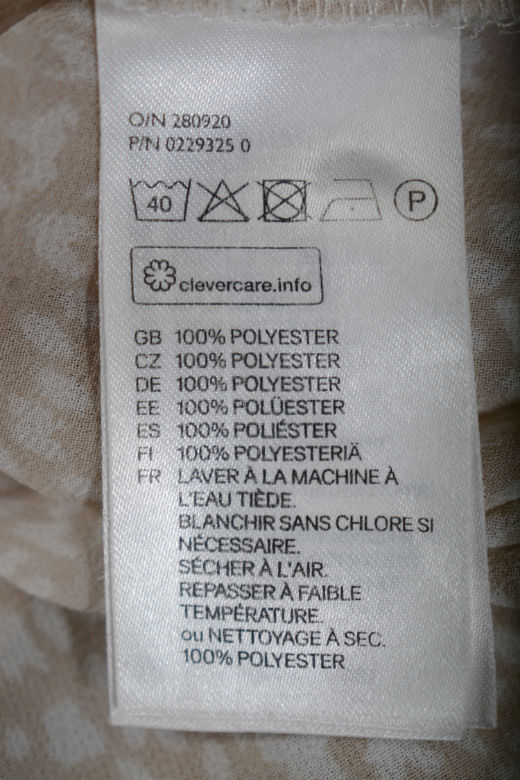 O/N 280920
P/N 0229325 0
40 P
clevercare.info
GB 100% POLYESTER
CZ 100% POLYESTER
DE 100% POLYESTER
EE 100% POLÜESTER
ES 100% POLIÉSTER
FI 100% POLYESTERIÄ
FR LAVER À LA MACHINE À
L'EAU TIÈDE.
BLANCHIR SANS CHLORE SI
NÉCESSAIRE.
SÉCHER À L'AIR.
REPASSER À FAIBLE
TEMPÉRATURE.
ou NETTOYAGE À SEC.
100% POLYESTER